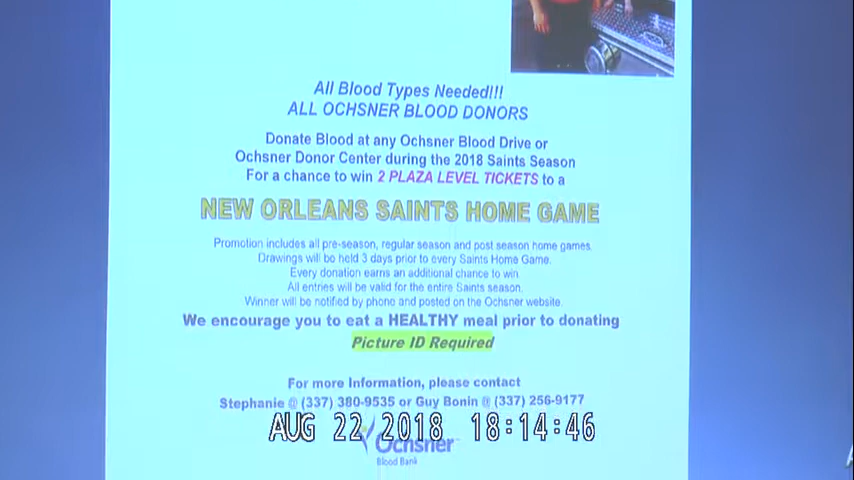 All Blood Types Needed!!!
ALL OCHSNER BLOOD DONORS
Donate Blood at any Ochsner Blood Drive or
Ochsner Donor Center during the 2018 Saints Season
For a chance to win 2 PLAZA LEVEL TICKETS to a
NEW ORLEANS SAINTS HOME GAME
Promotion includes all pre-season, regular season and post season home games.
Drawings will be held 3 days prior to every Saints Home Game.
Every donation earns an additional chance to win.
All entries will be valid for the entire Saints season.
Winner will be notified by phone and posted on the Ochsner website.
We encourage you to eat a HEALTHY meal prior to donating
Picture ID Required
For more Information, please contact
Stephanie @ (337) 380-9535 or Guy Bonin @ (337) 256-9177
AUG 22 2018 18:14:46
Ochsner
Blood Bank